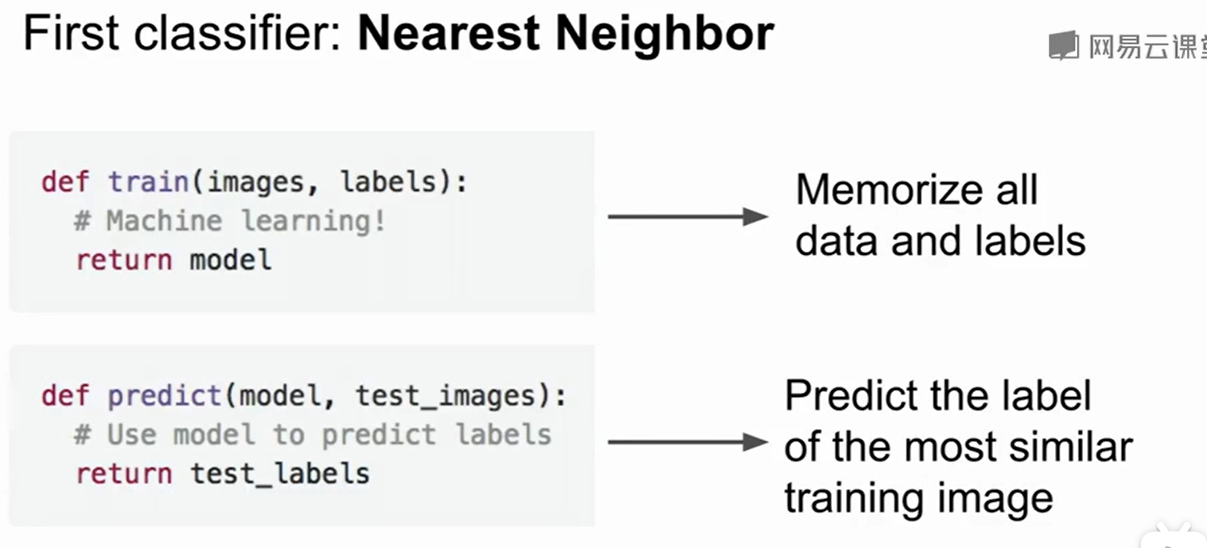 First classifier: Nearest Neighbor
网易云课堂
def train(images, labels):
# Machine learning!
return model
Memorize all
data and labels
def predict(model, test_images):
# Use model to predict labels
return test_labels
Predict the label
of the most similar
training image